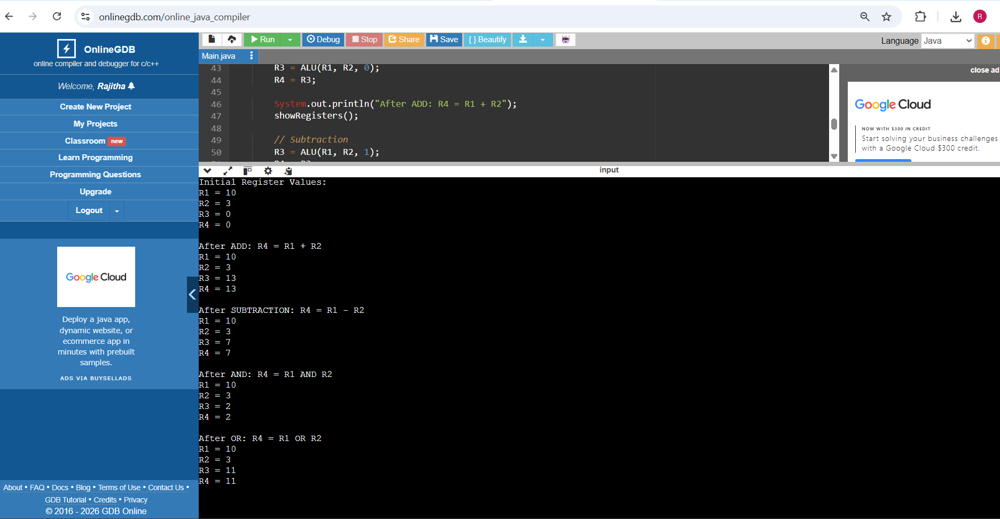 onlinegdb.com/online_java_compiler
R
OnlineGDB
online compiler and debugger for c/c++
Welcome, Rajitha
Create New Project
My Projects
Classroom new
Learn Programming
Programming Questions
Upgrade
Logout
Google Cloud
Deploy a java app,
dynamic website, or
ecommerce app in
minutes with prebuilt
samples.
ADS VIA BUYSELLADS
About • FAQ • Docs • Blog • Terms of Use • Contact Us •
GDB Tutorial • Credits • Privacy
© 2016 - 2026 GDB Online
Run Debug Stop Share Save {} Beautify
Language Java
Main.java
43 R3 = ALU(R1, R2, 0);
44 R4 = R3;
45
46 System.out.println("After ADD: R4 = R1 + R2");
47 showRegisters();
48
49 // Subtraction
50 R3 = ALU(R1, R2, 1);
close ad
Google Cloud
NOW WITH $300 IN CREDIT
Start solving your business challenges
with a Google Cloud $300 credit.
input
Initial Register Values:
R1 = 10
R2 = 3
R3 = 0
R4 = 0
After ADD: R4 = R1 + R2
R1 = 10
R2 = 3
R3 = 13
R4 = 13
After SUBTRACTION: R4 = R1 - R2
R1 = 10
R2 = 3
R3 = 7
R4 = 7
After AND: R4 = R1 AND R2
R1 = 10
R2 = 3
R3 = 2
R4 = 2
After OR: R4 = R1 OR R2
R1 = 10
R2 = 3
R3 = 11
R4 = 11